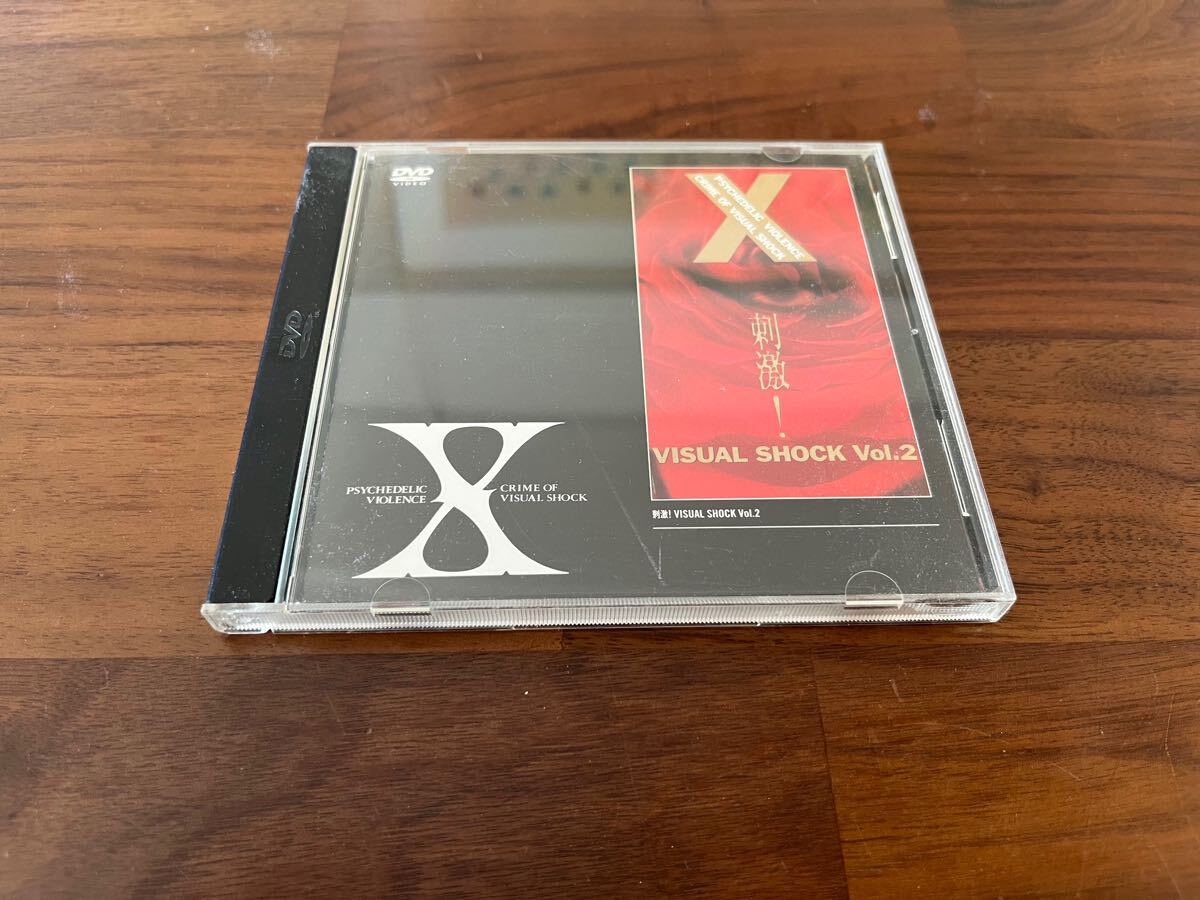 DVD
VIDEO
DVD
X
PSYCHEDELIC VIOLENCE
CRIME OF VISUAL SHOCK
刺激!
VISUAL SHOCK Vol.2
刺激! VISUAL SHOCK Vol.2
X
PSYCHEDELIC
VIOLENCE
CRIME OF
VISUAL SHOCK